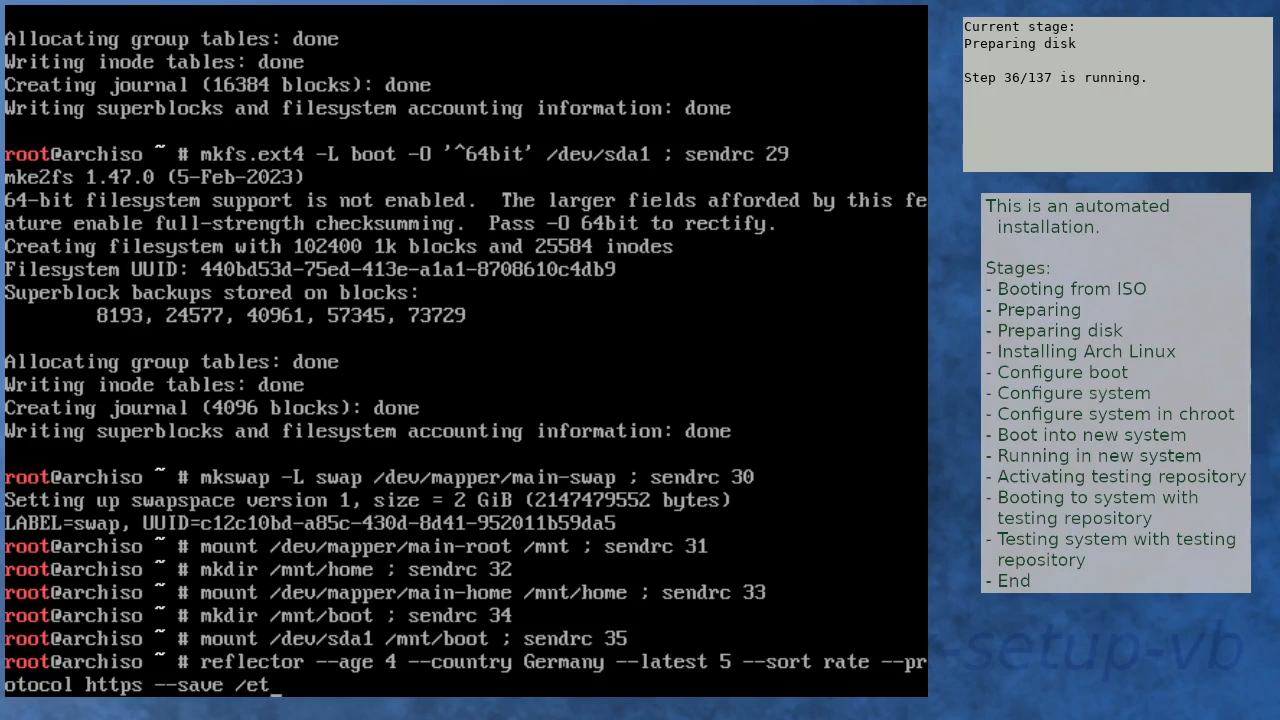 Allocating group tables: done
Writing inode tables: done
Creating journal (16384 blocks): done
Writing superblocks and filesystem accounting information: done
root@archiso ~ # mkfs.ext4 -L boot -O '^64bit' /dev/sda1 ; sendrc 29
mke2fs 1.47.0 (5-Feb-2023)
64-bit filesystem support is not enabled.  The larger fields afforded by this fe
ature enable full-strength checksumming.  Pass -O 64bit to rectify.
Creating filesystem with 102400 1k blocks and 25584 inodes
Filesystem UUID: 440bd53d-75ed-413e-a1a1-8708610c4db9
Superblock backups stored on blocks:
        8193, 24577, 40961, 57345, 73729
Allocating group tables: done
Writing inode tables: done
Creating journal (4096 blocks): done
Writing superblocks and filesystem accounting information: done
root@archiso ~ # mkswap -L swap /dev/mapper/main-swap ; sendrc 30
Setting up swapspace version 1, size = 2 GiB (2147479552 bytes)
LABEL=swap, UUID=c12c10bd-a85c-430d-8d41-952011b59da5
root@archiso ~ # mount /dev/mapper/main-root /mnt ; sendrc 31
root@archiso ~ # mkdir /mnt/home ; sendrc 32
root@archiso ~ # mount /dev/mapper/main-home /mnt/home ; sendrc 33
root@archiso ~ # mkdir /mnt/boot ; sendrc 34
root@archiso ~ # mount /dev/sda1 /mnt/boot ; sendrc 35
root@archiso ~ # reflector --age 4 --country Germany --latest 5 --sort rate --pr
otocol https --save /et_
Current stage:
Preparing disk
Step 36/137 is running.
This is an automated
installation.
Stages:
- Booting from ISO
- Preparing
- Preparing disk
- Installing Arch Linux
- Configure boot
- Configure system
- Configure system in chroot
- Boot into new system
- Running in new system
- Activating testing repository
- Booting to system with
testing repository
- Testing system with testing
repository
- End
-setup-vb